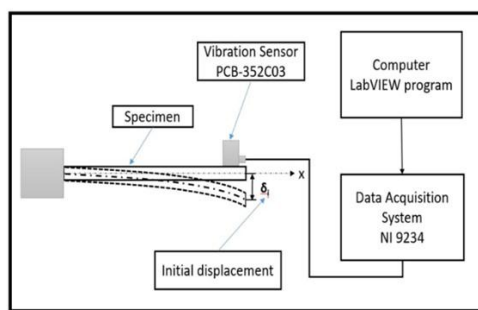 Vibration Sensor
PCB-352C03
Computer
LabVIEW program
Specimen
x
δi
Data Acquisition
System
NI 9234
Initial displacement